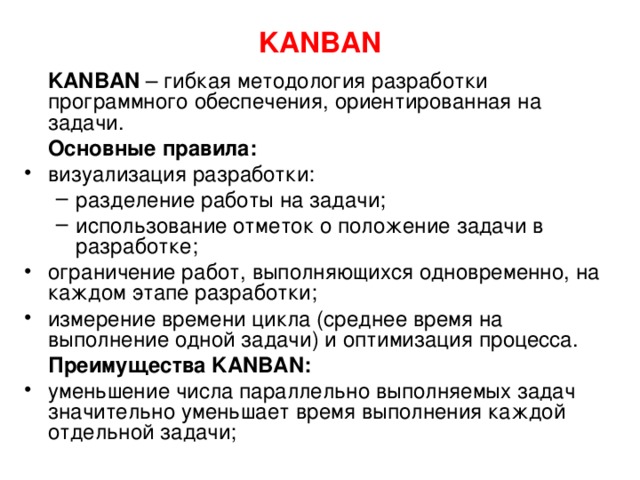 KANBAN
KANBAN – гибкая методология разработки
программного обеспечения, ориентированная на
задачи.
Основные правила:
• визуализация разработки:
– разделение работы на задачи;
– использование отметок о положение задачи в
разработке;
• ограничение работ, выполняющихся одновременно, на
каждом этапе разработки;
• измерение времени цикла (среднее время на
выполнение одной задачи) и оптимизация процесса.
Преимущества KANBAN:
• уменьшение числа параллельно выполняемых задач
значительно уменьшает время выполнения каждой
отдельной задачи;